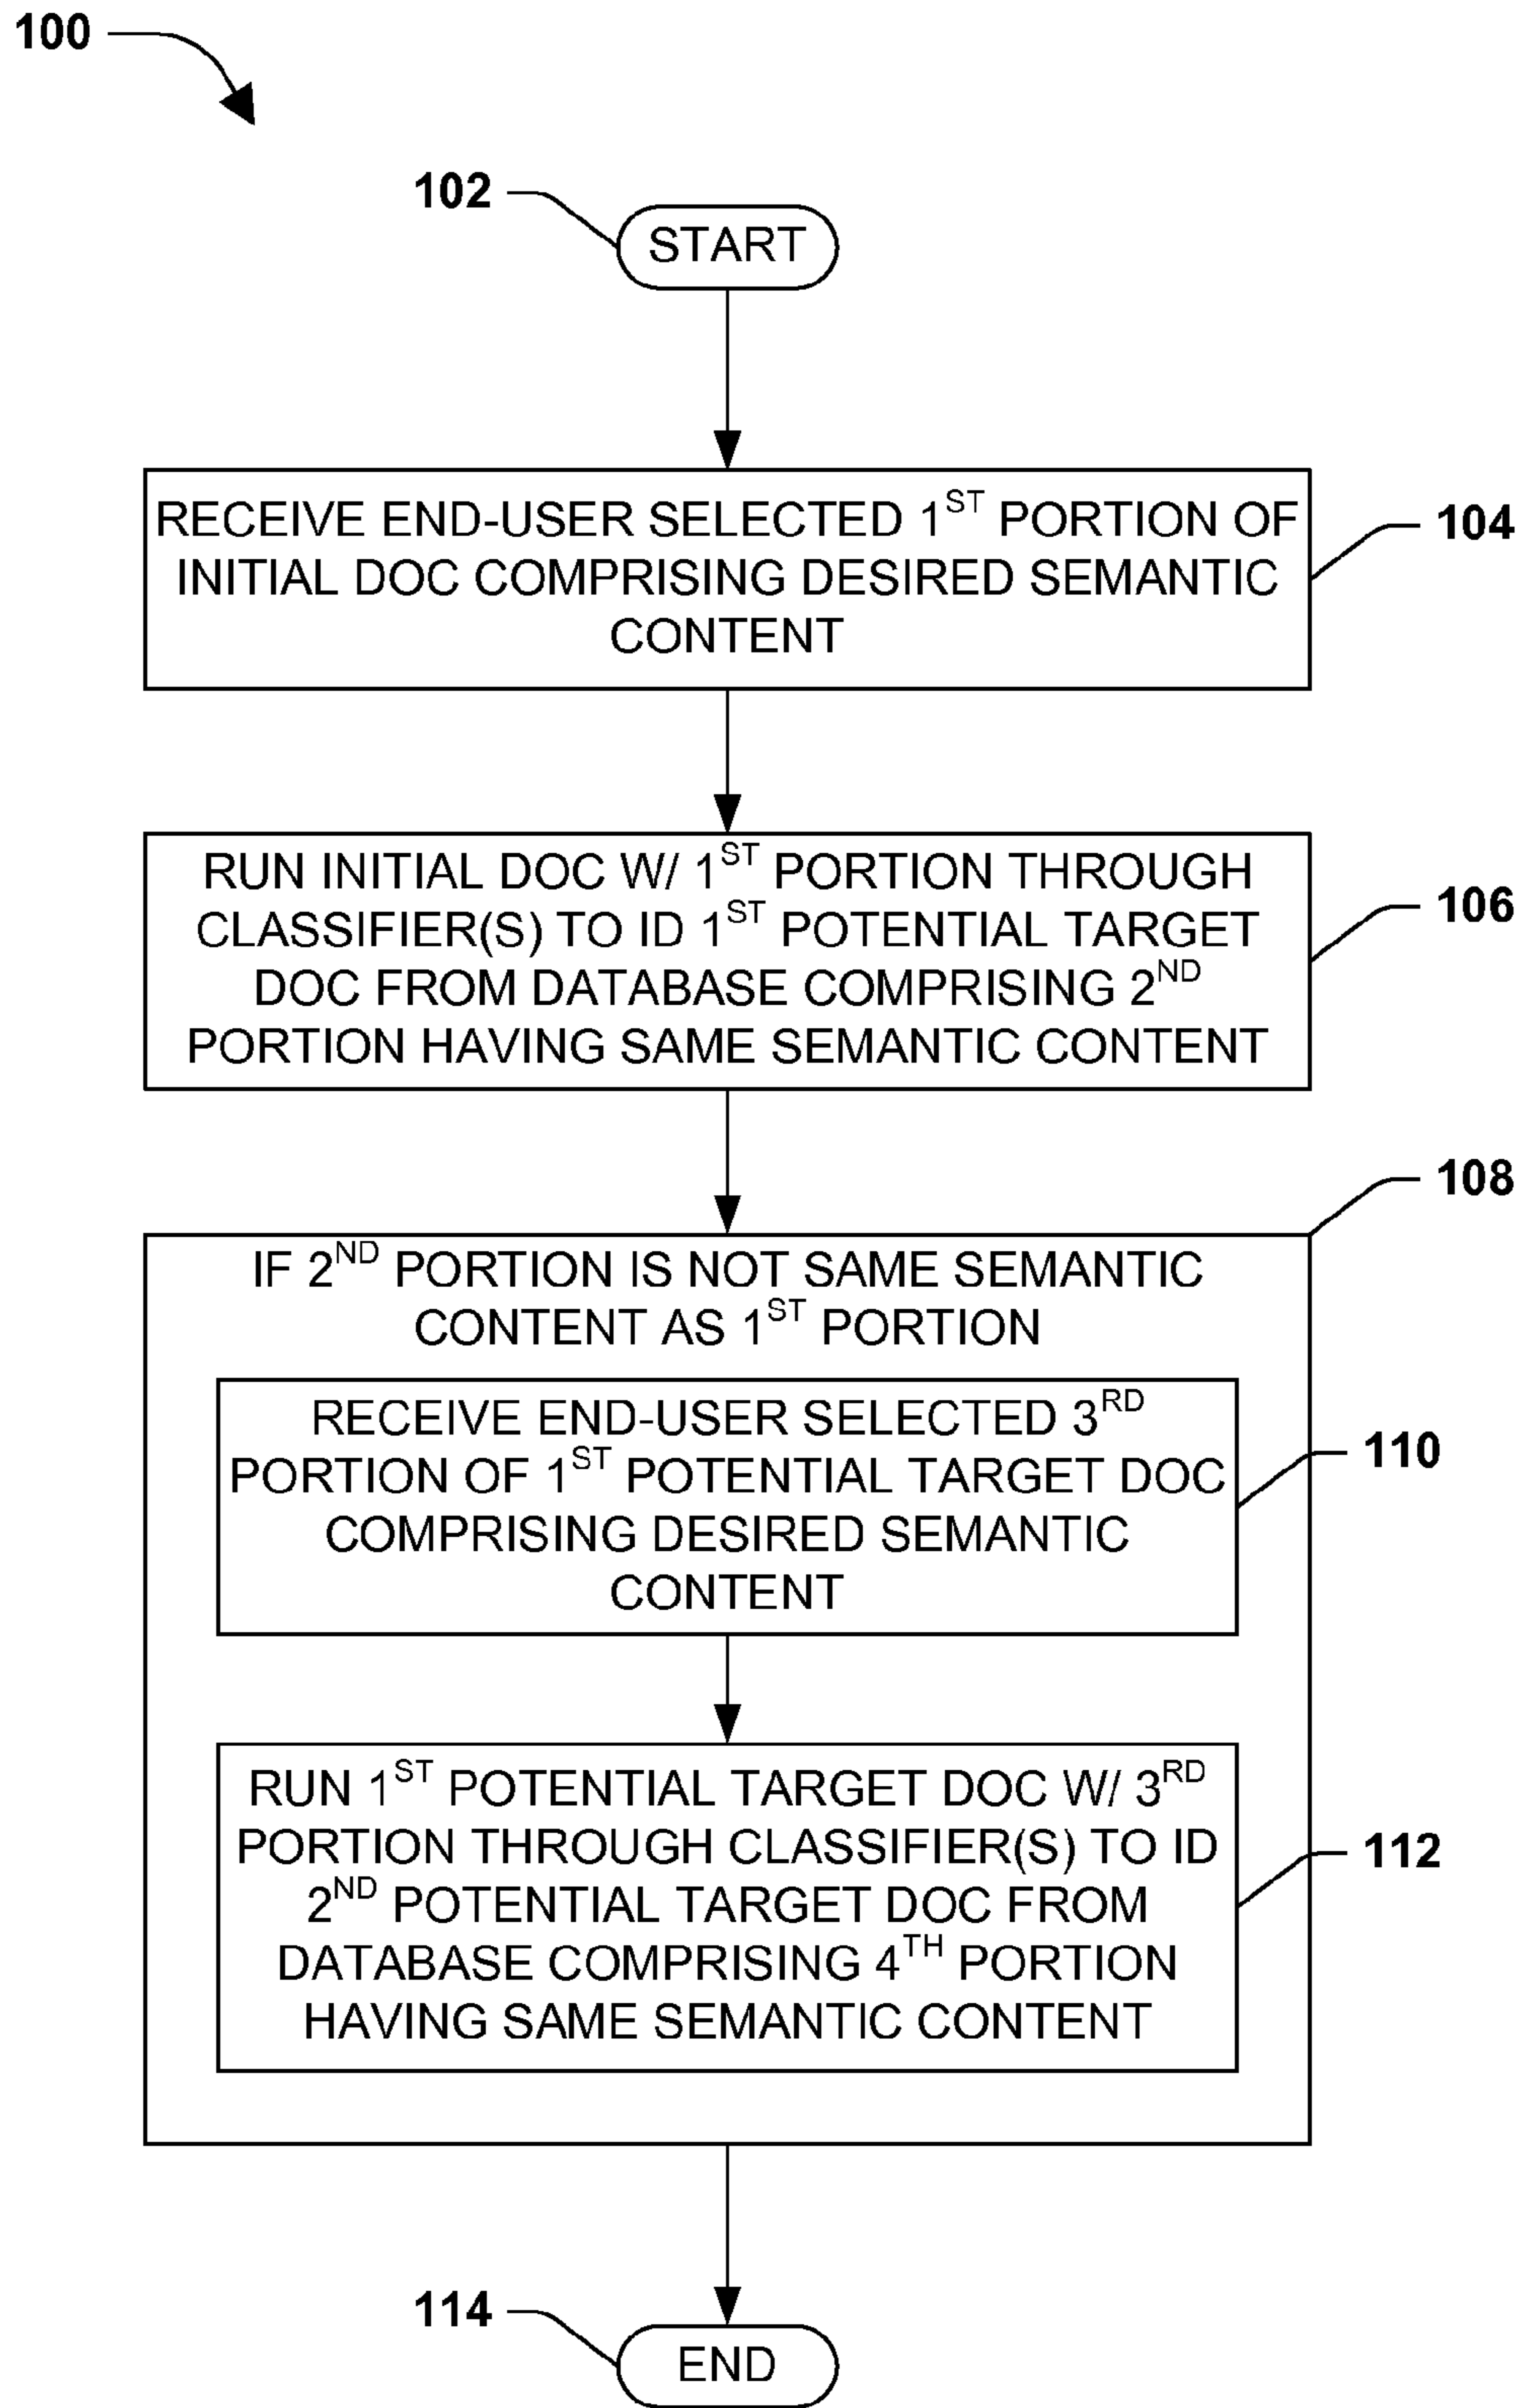 100
102
START
RECEIVE END-USER SELECTED 1ST PORTION OF
INITIAL DOC COMPRISING DESIRED SEMANTIC
CONTENT
104
RUN INITIAL DOC W/ 1ST PORTION THROUGH
CLASSIFIER(S) TO ID 1ST POTENTIAL TARGET
DOC FROM DATABASE COMPRISING 2ND
PORTION HAVING SAME SEMANTIC CONTENT
106
108
IF 2ND PORTION IS NOT SAME SEMANTIC
CONTENT AS 1ST PORTION
RECEIVE END-USER SELECTED 3RD
PORTION OF 1ST POTENTIAL TARGET DOC
COMPRISING DESIRED SEMANTIC
CONTENT
110
RUN 1ST POTENTIAL TARGET DOC W/ 3RD
PORTION THROUGH CLASSIFIER(S) TO ID
2ND POTENTIAL TARGET DOC FROM
DATABASE COMPRISING 4TH PORTION
HAVING SAME SEMANTIC CONTENT
112
114
END